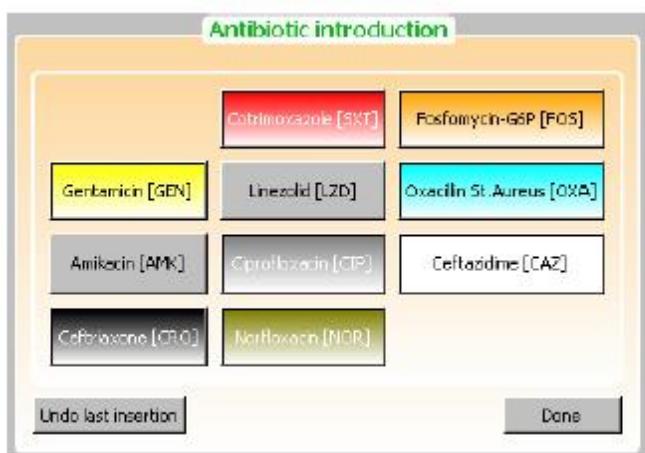 Antibiotic introduction
Cotrimoxazole [SXT]
Fosfomycin-G6P [FOS]
Gentamicin [GEN]
Linezolid [LZD]
Oxacilin St.Aureus [OXA]
Amikacin [AMK]
Ciprofloxacin [CIP]
Ceftazidime [CAZ]
Ceftriaxone [CRO]
Norfloxacin [NOR]
Undo last insertion
Done